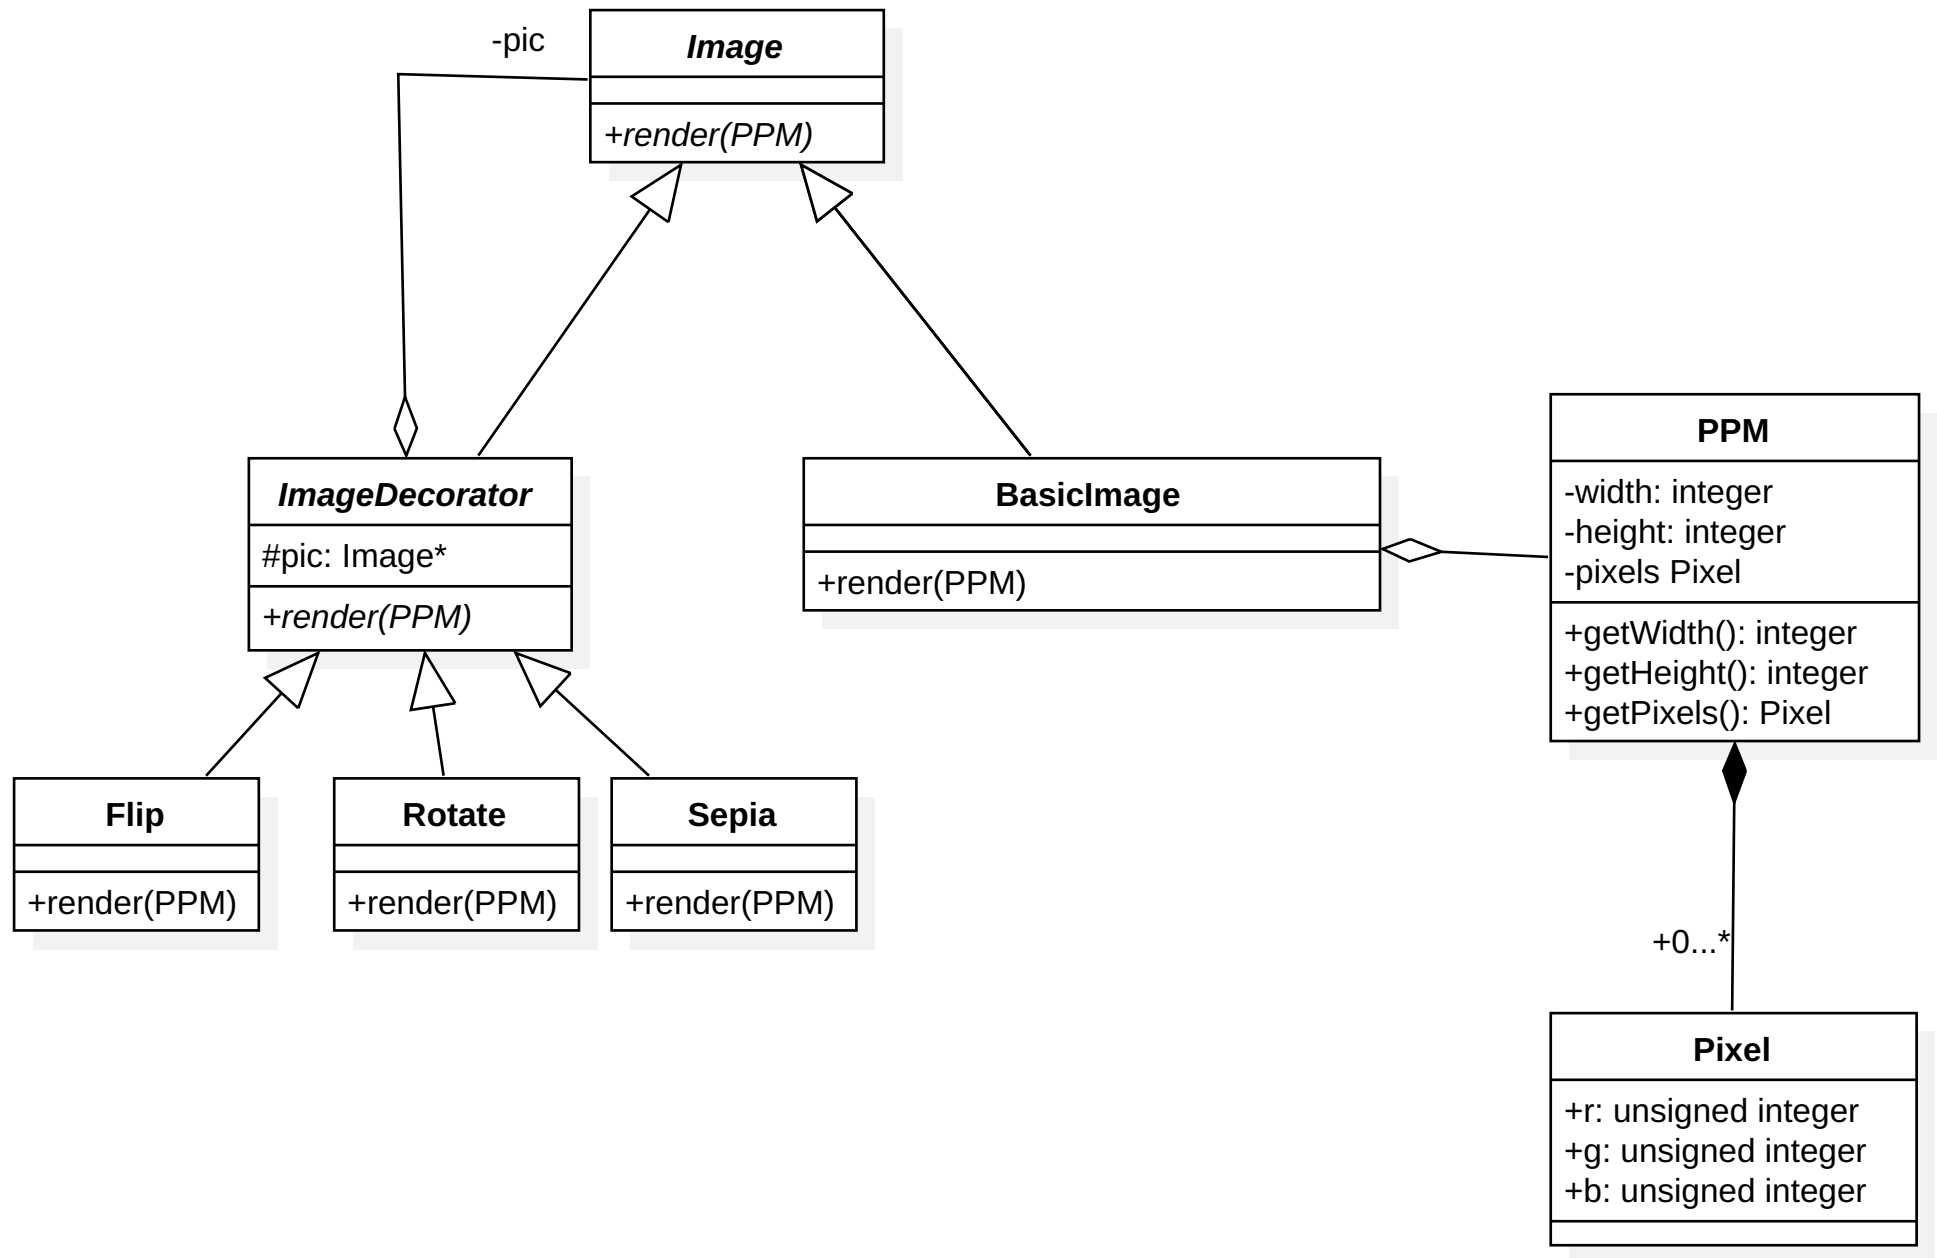 -pic
Image
+render(PPM)
ImageDecorator
#pic: Image*
+render(PPM)
BasicImage
+render(PPM)
PPM
-width: integer
-height: integer
-pixels Pixel
+getWidth(): integer
+getHeight(): integer
+getPixels(): Pixel
Flip
+render(PPM)
Rotate
+render(PPM)
Sepia
+render(PPM)
+0...*
Pixel
+r: unsigned integer
+g: unsigned integer
+b: unsigned integer